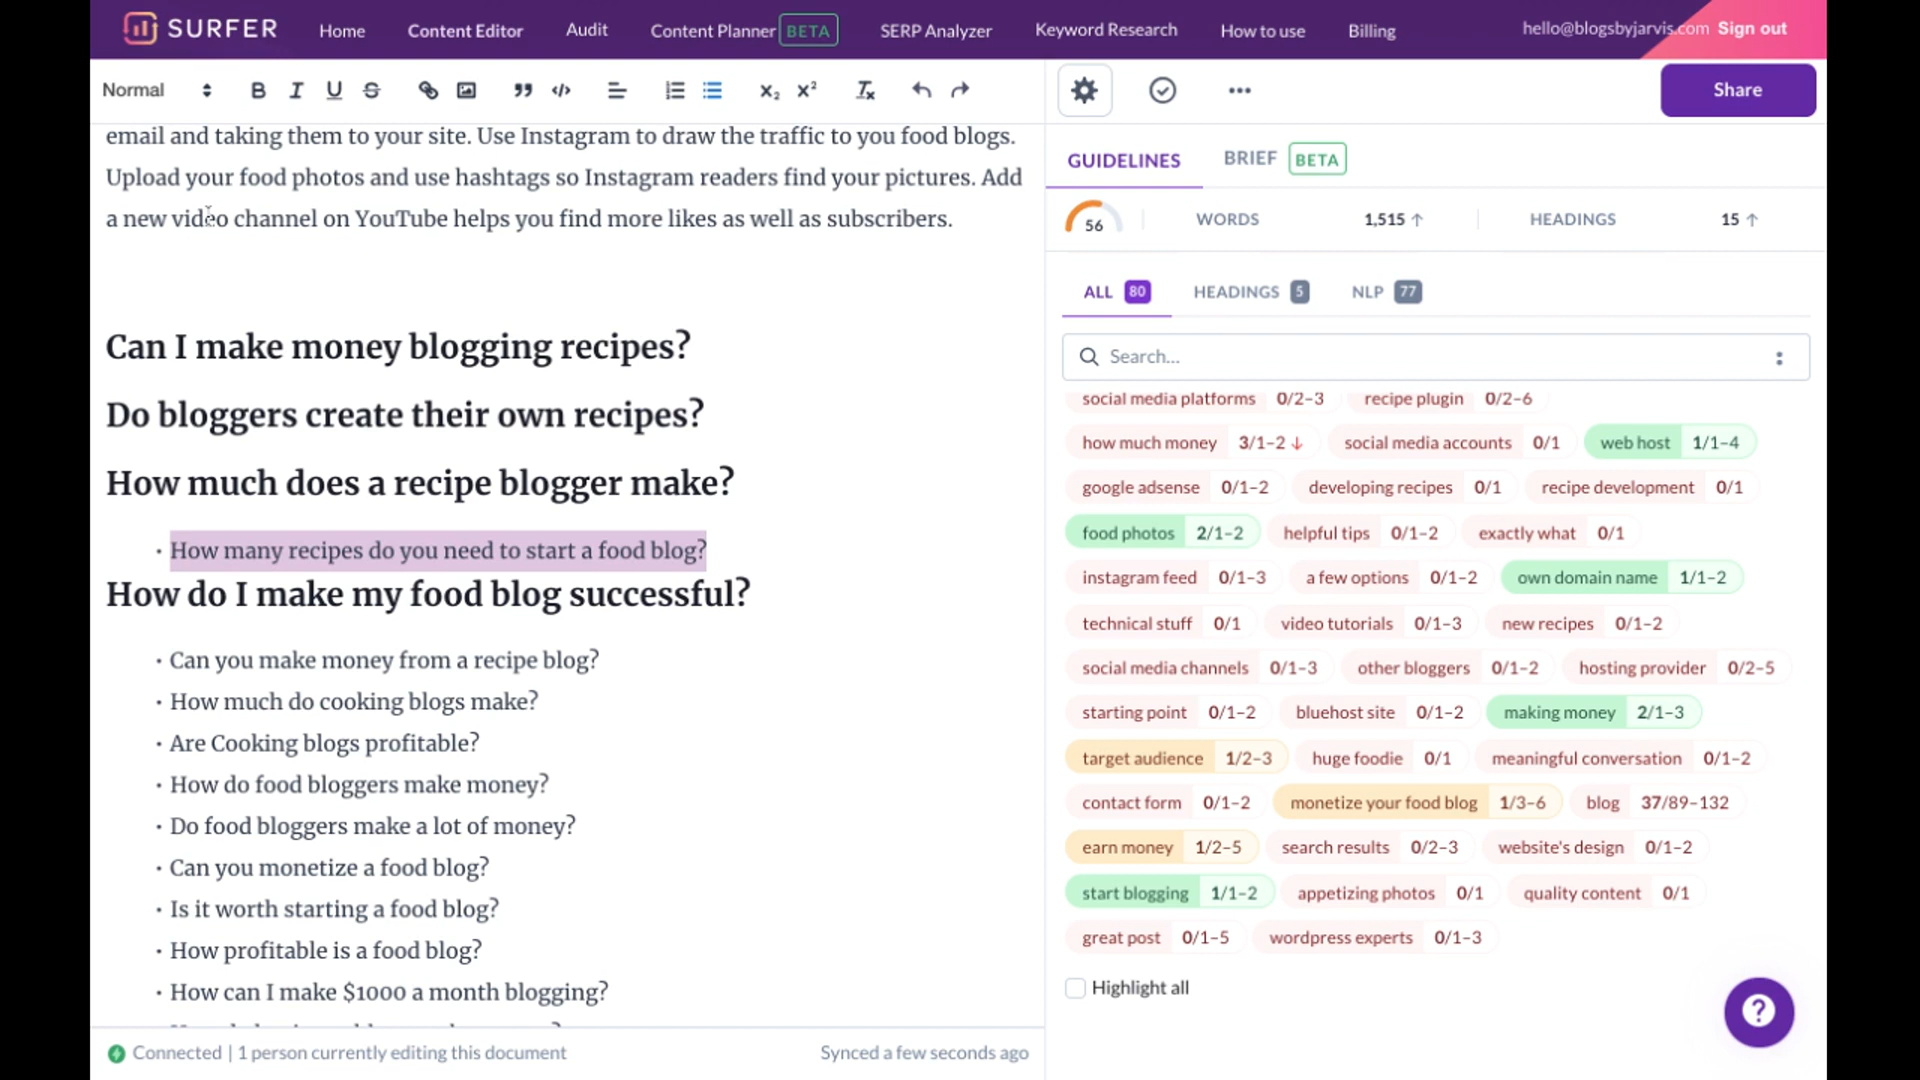 SURFER Home Content Editor Audit Content Planner BETA SERP Analyzer Keyword Research How to use Billing hello@blogsbyjarvis.com Sign out
Normal B I U S X₂ X² Share
email and taking them to your site. Use Instagram to draw the traffic to you food blogs.
Upload your food photos and use hashtags so Instagram readers find your pictures. Add
a new video channel on YouTube helps you find more likes as well as subscribers.
Can I make money blogging recipes?
Do bloggers create their own recipes?
How much does a recipe blogger make?
• How many recipes do you need to start a food blog?
How do I make my food blog successful?
• Can you make money from a recipe blog?
• How much do cooking blogs make?
• Are Cooking blogs profitable?
• How do food bloggers make money?
• Do food bloggers make a lot of money?
• Can you monetize a food blog?
• Is it worth starting a food blog?
• How profitable is a food blog?
• How can I make $1000 a month blogging?
Connected | 1 person currently editing this document Synced a few seconds ago
GUIDELINES BRIEF BETA
56 WORDS 1,515 ↑ HEADINGS 15 ↑
ALL 80 HEADINGS 5 NLP 77
Search...
social media platforms 0/2-3 recipe plugin 0/2-6
how much money 3/1-2 ↓ social media accounts 0/1 web host 1/1-4
google adsense 0/1-2 developing recipes 0/1 recipe development 0/1
food photos 2/1-2 helpful tips 0/1-2 exactly what 0/1
instagram feed 0/1-3 a few options 0/1-2 own domain name 1/1-2
technical stuff 0/1 video tutorials 0/1-3 new recipes 0/1-2
social media channels 0/1-3 other bloggers 0/1-2 hosting provider 0/2-5
starting point 0/1-2 bluehost site 0/1-2 making money 2/1-3
target audience 1/2-3 huge foodie 0/1 meaningful conversation 0/1-2
contact form 0/1-2 monetize your food blog 1/3-6 blog 37/89-132
earn money 1/2-5 search results 0/2-3 website's design 0/1-2
start blogging 1/1-2 appetizing photos 0/1 quality content 0/1
great post 0/1-5 wordpress experts 0/1-3
Highlight all
?